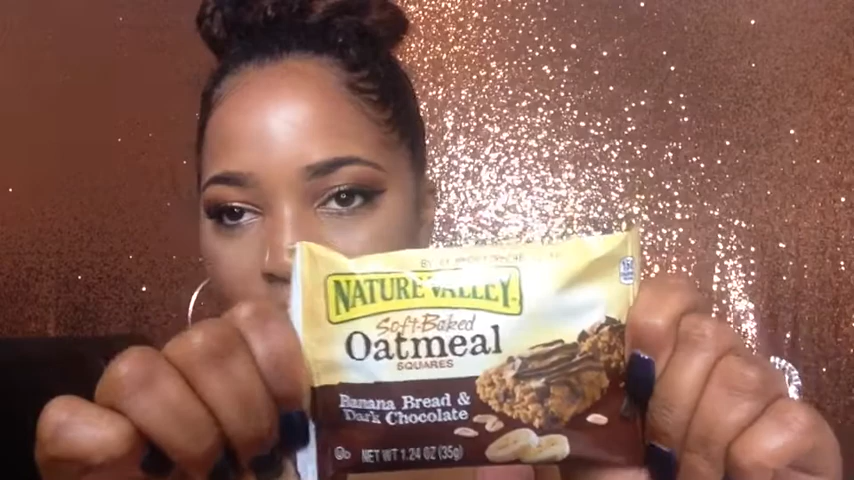 NATURE VALLEY
Soft-Baked
Oatmeal
SQUARES
Banana Bread &
Dark Chocolate
NET WT 1.24 OZ (35g)